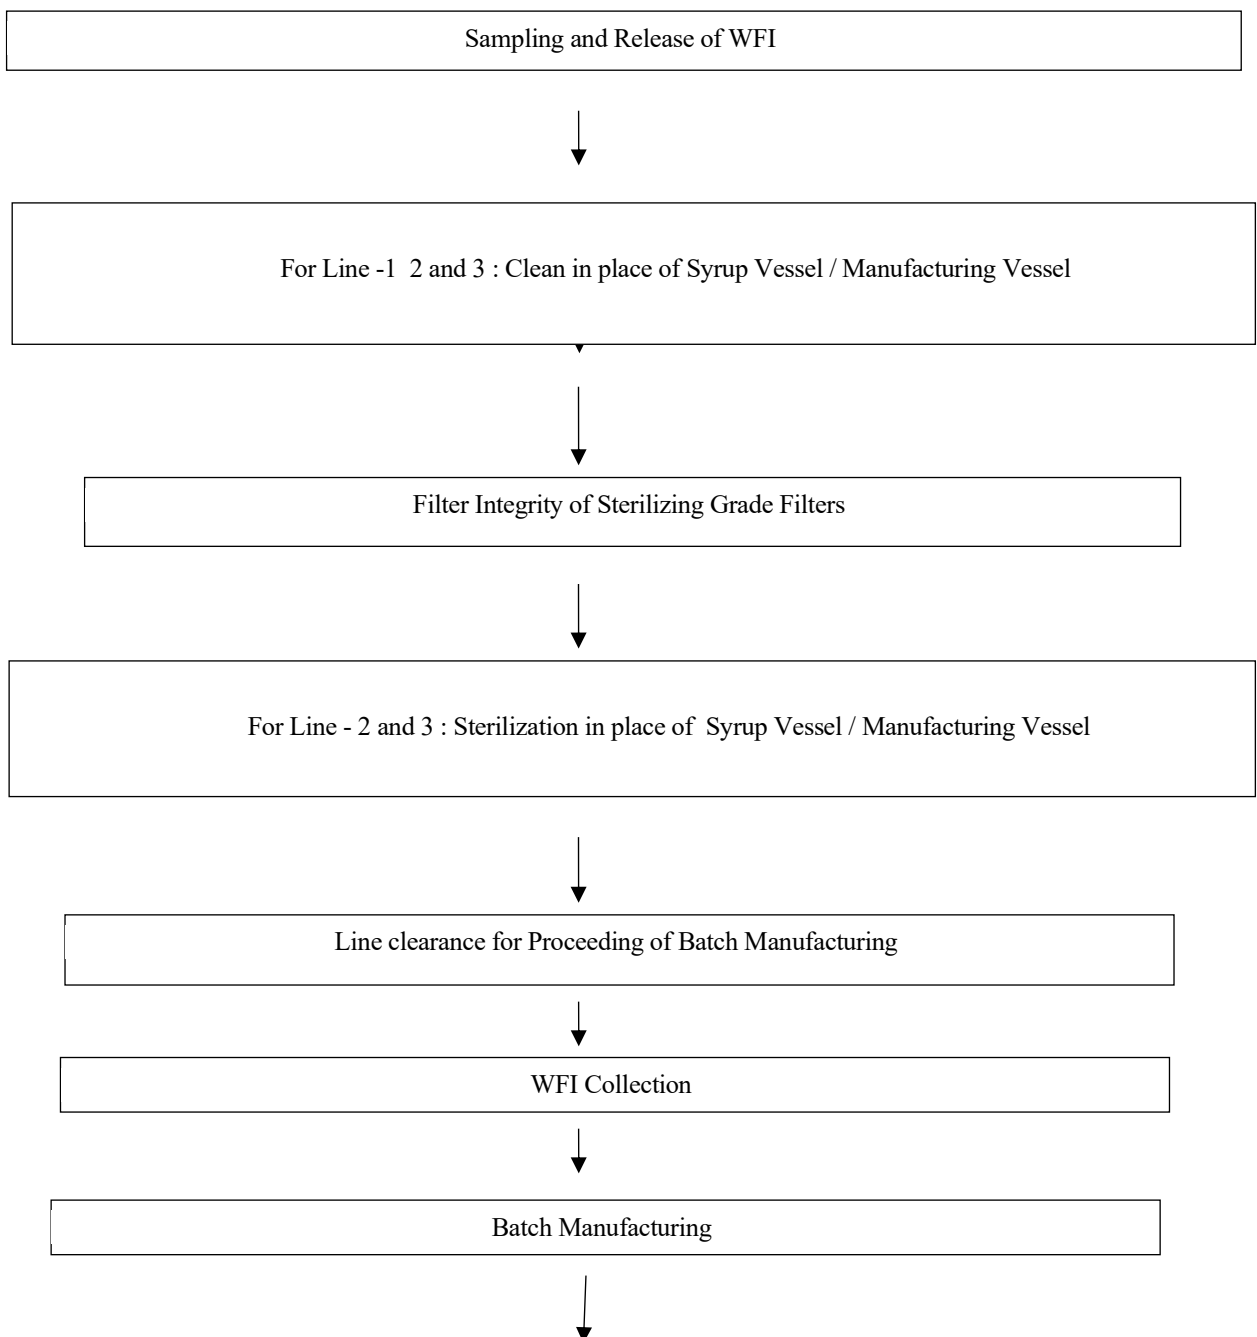 Sampling and Release of WFI
For Line -1  2 and 3 : Clean in place of Syrup Vessel / Manufacturing Vessel
Filter Integrity of Sterilizing Grade Filters
For Line - 2 and 3 : Sterilization in place of  Syrup Vessel / Manufacturing Vessel
Line clearance for Proceeding of Batch Manufacturing
WFI Collection
Batch Manufacturing